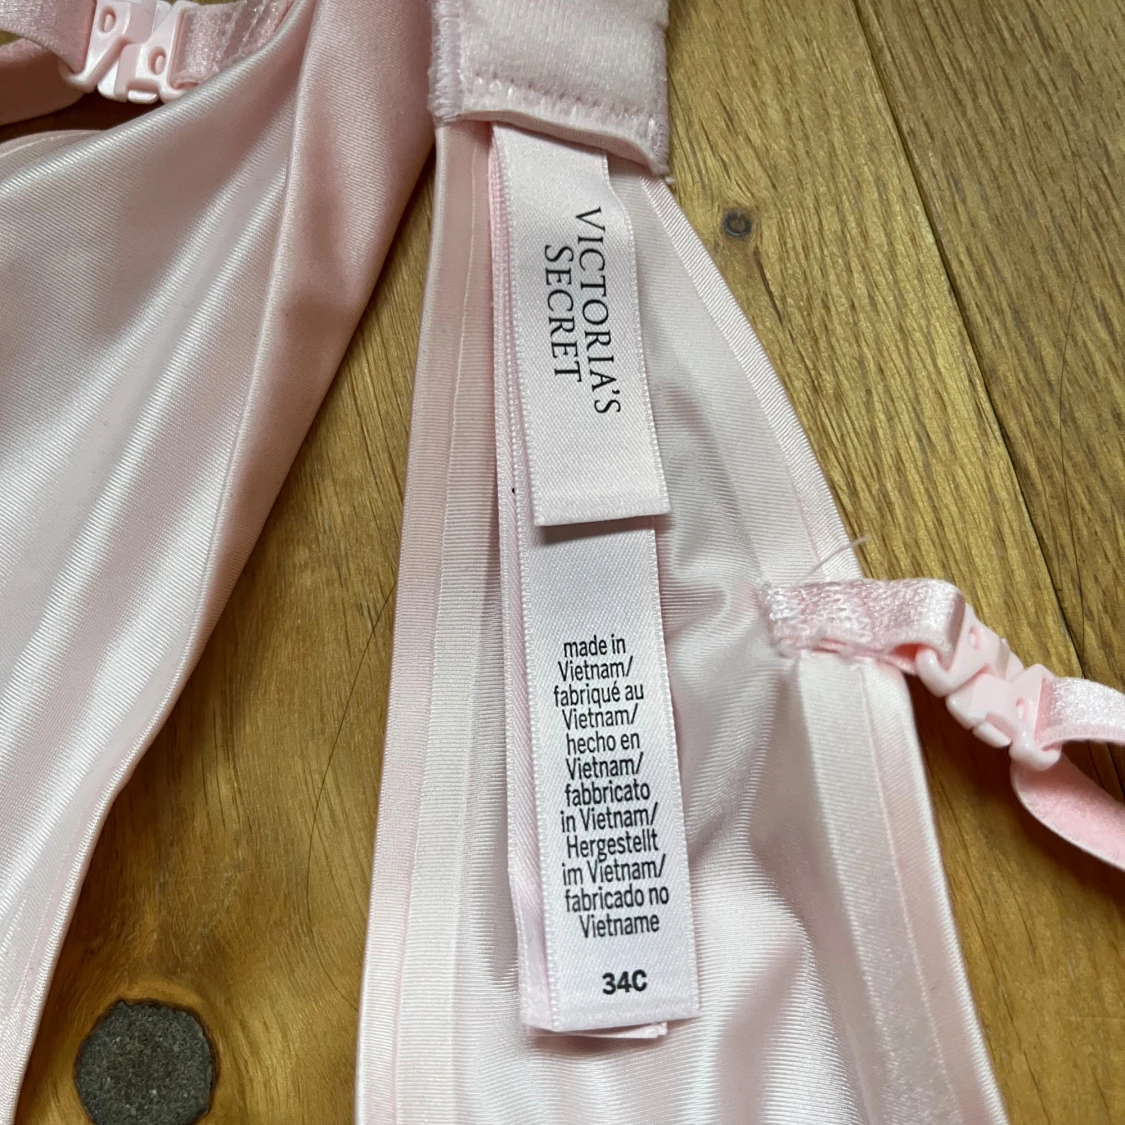 VICTORIA'S
SECRET
made in
Vietnam/
fabriqué au
Vietnam/
hecho en
Vietnam/
fabbricato
in Vietnam/
Hergestellt
im Vietnam/
fabricado no
Vietname
34C